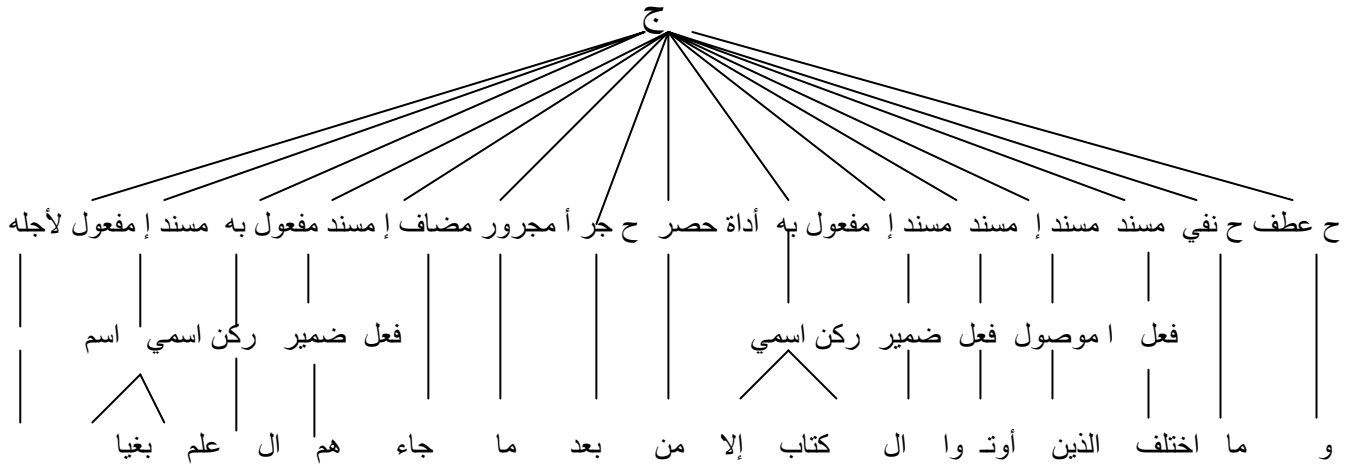 ج
ح عطف ح نفي مسند مسند إ مسند مسند إ مفعول به أداة حصر ح جر أ مجرور مضاف إ مسند مفعول به مسند إ مفعول لأجله
فعل ا موصول فعل ضمير ركن اسمي فعل ضمير ركن اسمي اسم
و ما اختلف الذين أوتـ وا ال كتاب إلا من بعد ما جاء هم ال علم بغيا